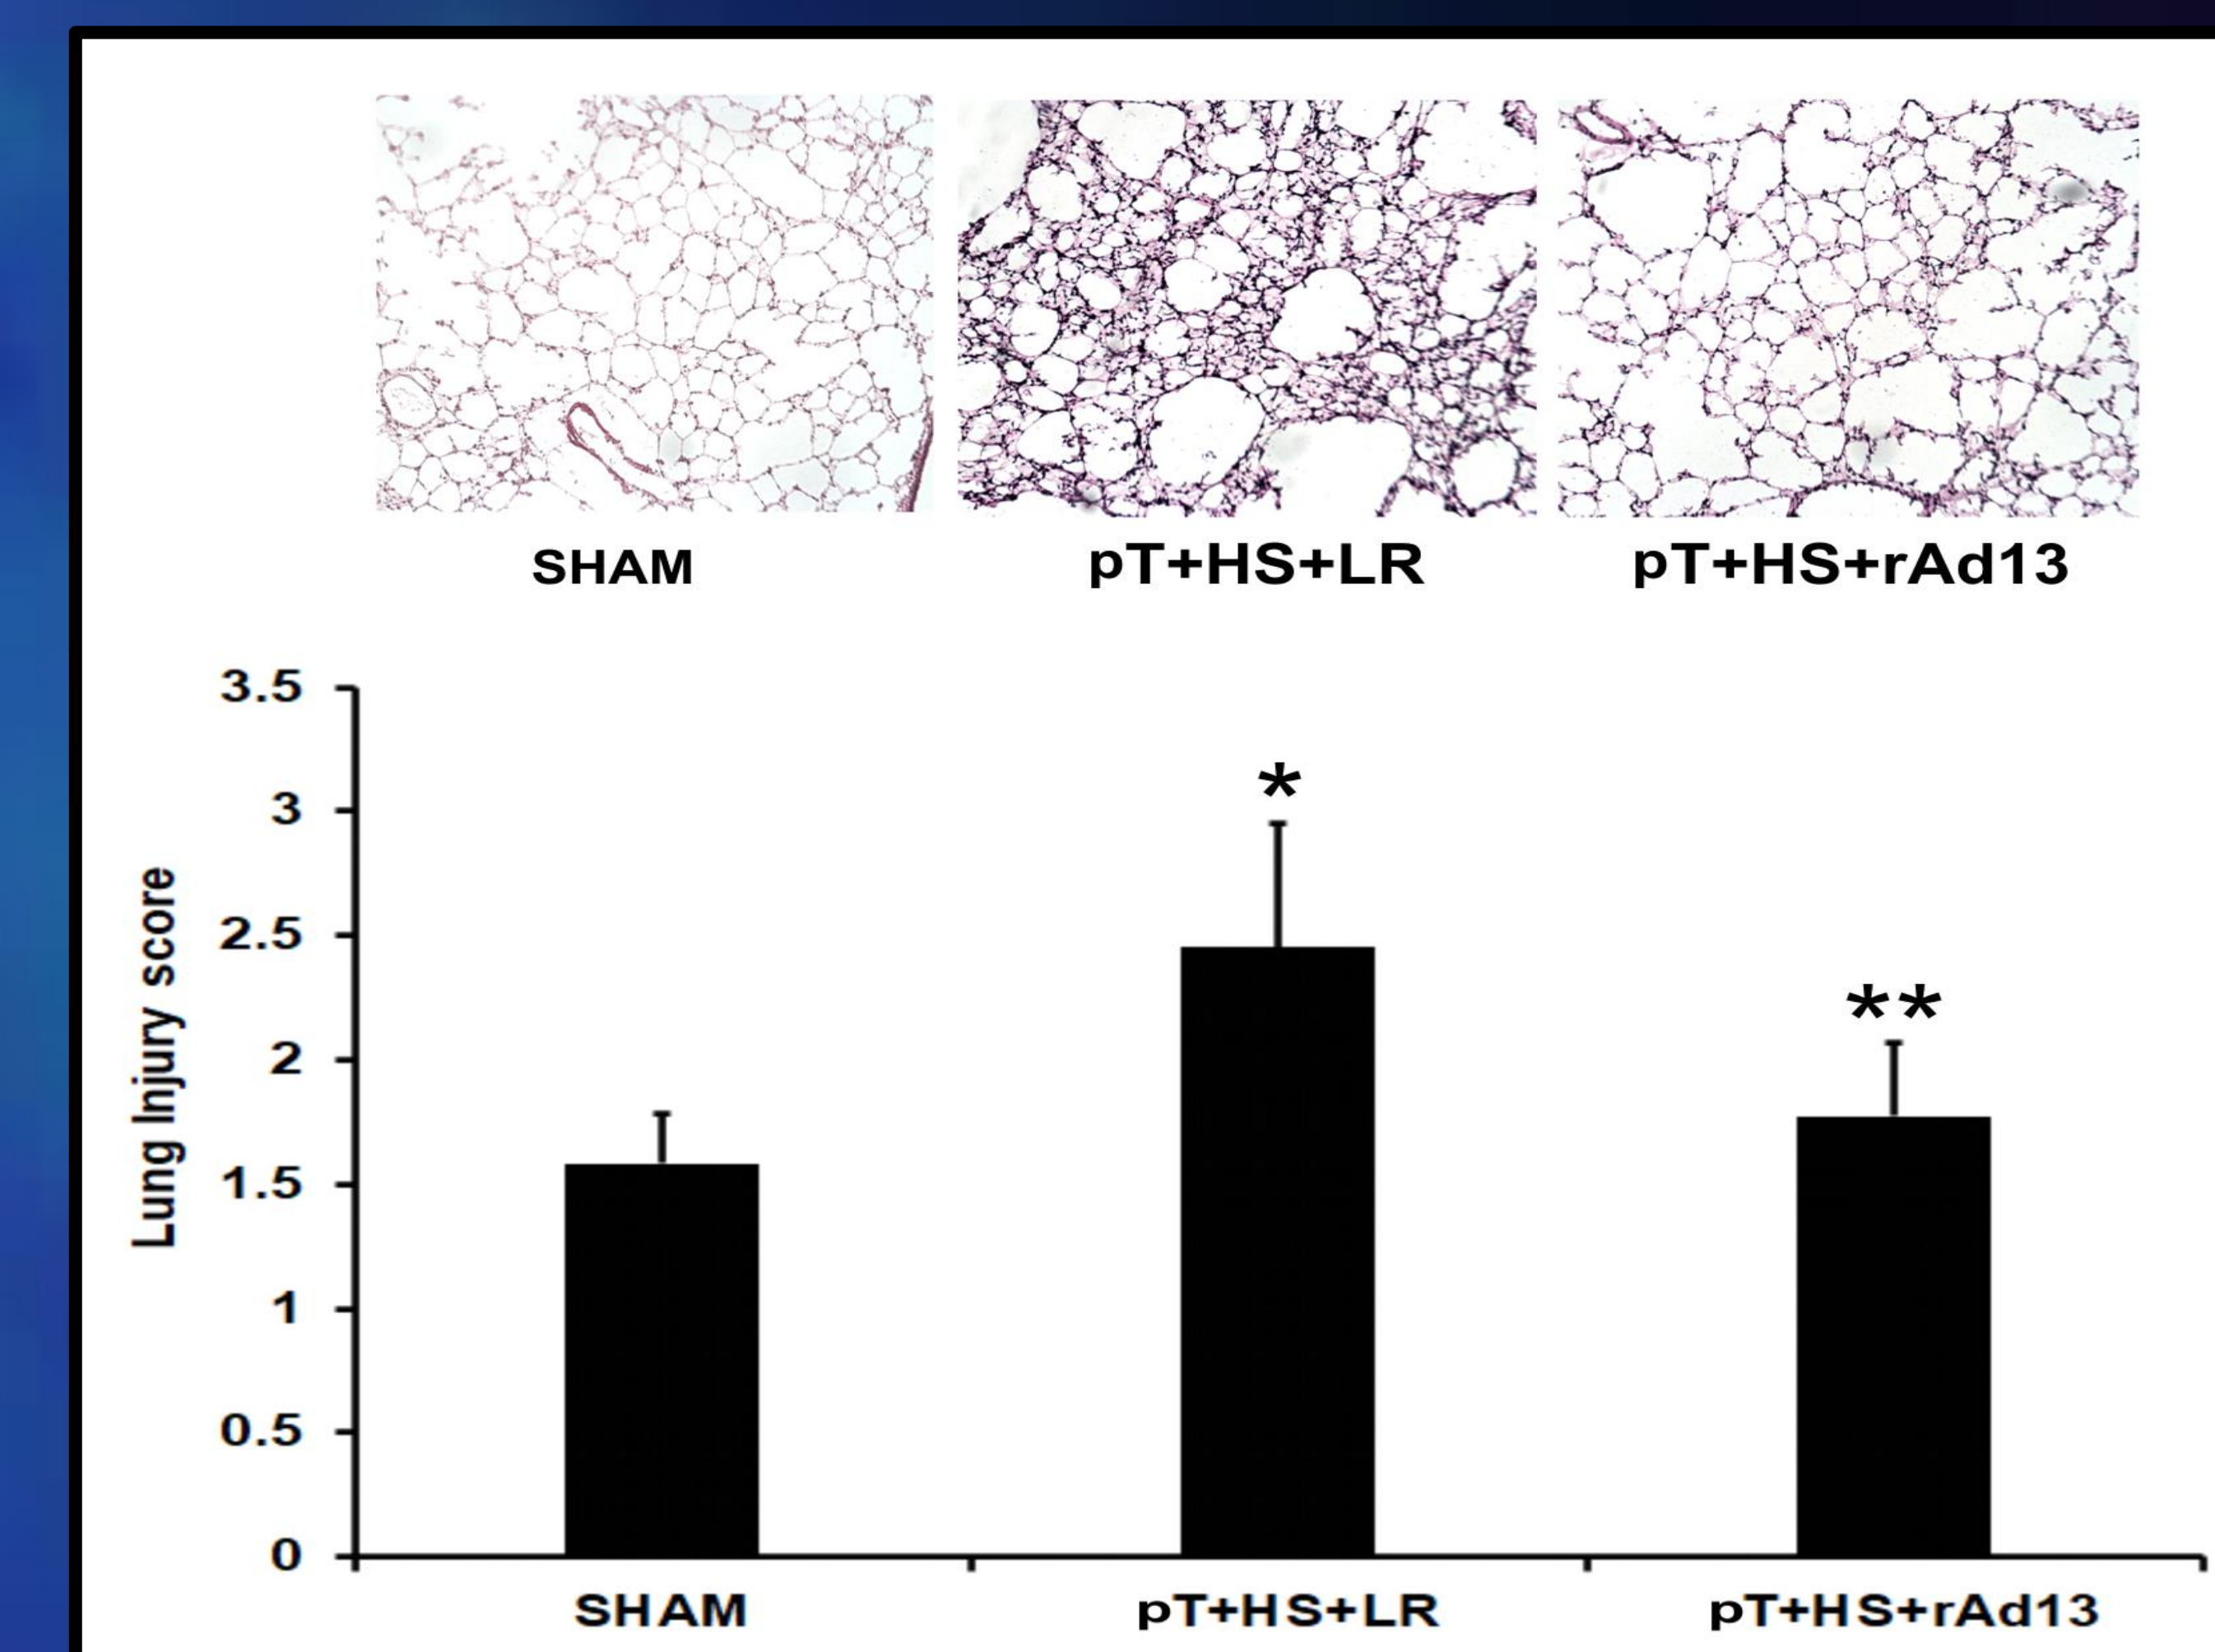 SHAM
pT+HS+LR
pT+HS+rAd13
3.5
3
2.5
2
1.5
1
0.5
0
Lung Injury score
*
**
SHAM
pT+HS+LR
pT+HS+rAd13